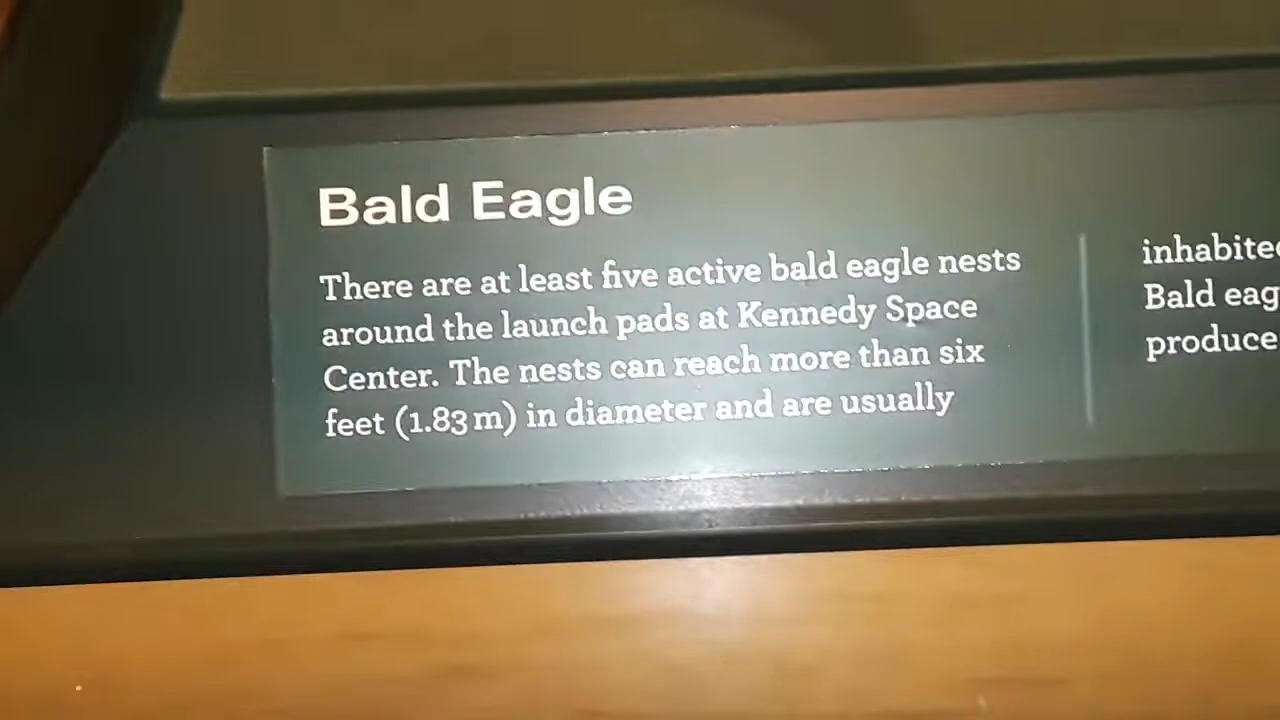 Bald Eagle
There are at least five active bald eagle nests
around the launch pads at Kennedy Space
Center. The nests can reach more than six
feet (1.83 m) in diameter and are usually
inhabite
Bald eag
produce